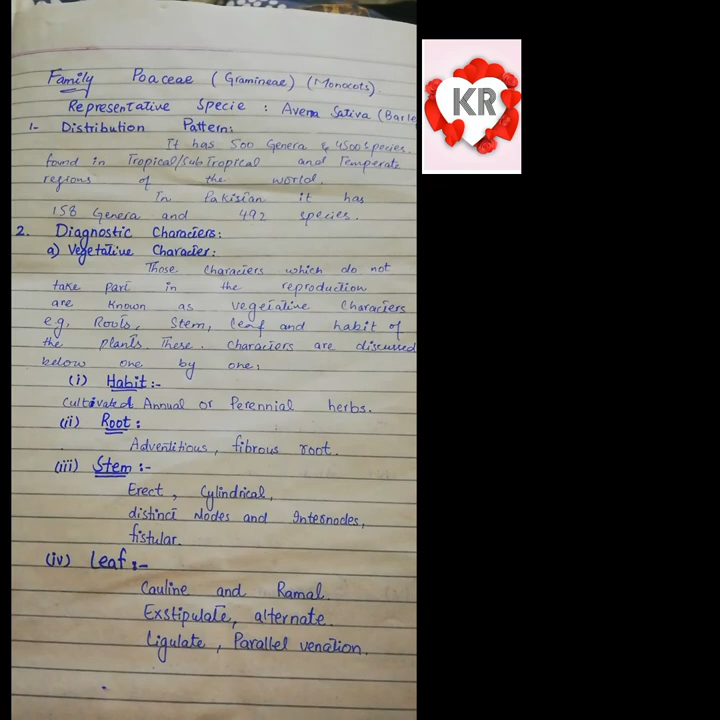 Family Poaceae (Gramineae) (Monocots)
Representative Specie : Avena Sativa (Barle
1- Distribution Pattern:
It has 500 Genera & 4500 species.
found in Tropical/SubTropical and Temperate
regions of the world.
In Pakistan it has
158 Genera and 492 species.
2. Diagnostic Characters:
a) Vegetative Character:
Those characters which do not
take part in the reproduction
are known as vegetative characters
e.g. Roots, Stem, leaf and habit of
the plants. These characters are discussed
below one by one:
(i) Habit:-
Cultivated Annual or Perennial herbs.
(ii) Root:
Adventitious, fibrous root.
(iii) Stem:-
Erect, Cylindrical,
distinct Nodes and Internodes,
fistular.
(iv) Leaf:-
Cauline and Ramal.
Exstipulate, alternate.
Ligulate, Parallel venation.
KR